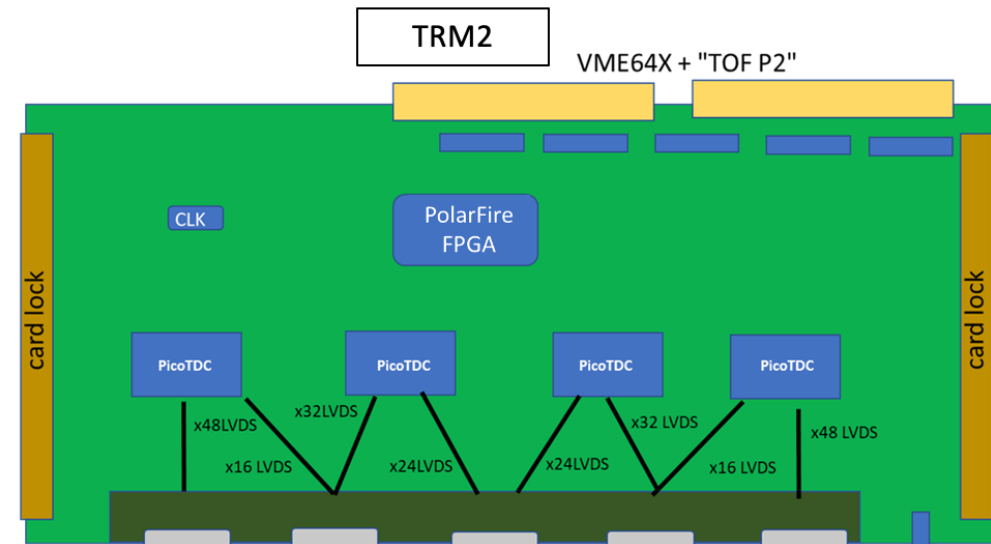 TRM2
VME64X + "TOF P2"
CLK
PolarFire
FPGA
card lock
card lock
PicoTDC
PicoTDC
PicoTDC
PicoTDC
x48LVDS
x32LVDS
x32 LVDS
x48 LVDS
x16 LVDS
x24LVDS
x24LVDS
x16 LVDS